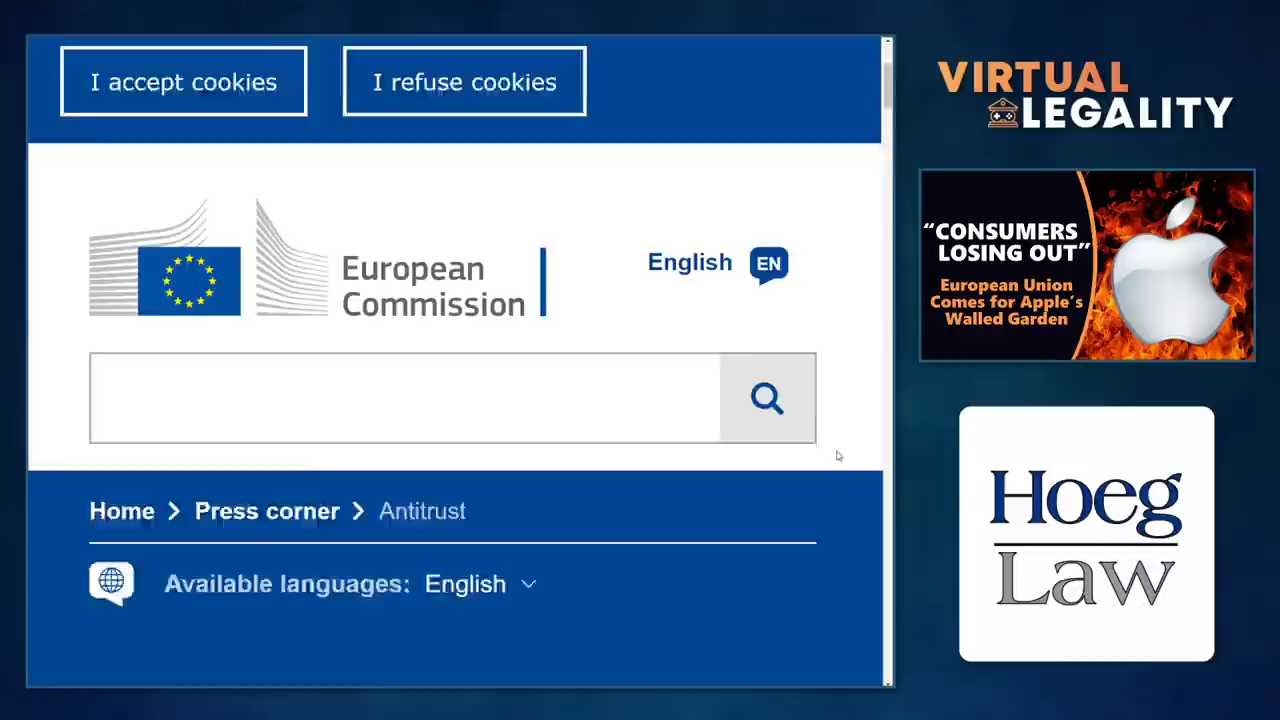 I accept cookies
I refuse cookies
European
Commission
English
EN
Home
Press corner
Antitrust
Available languages:
English
VIRTUAL
LEGALITY
“CONSUMERS
LOSING OUT”
European Union
Comes for Apple's
Walled Garden
Hoeg
Law